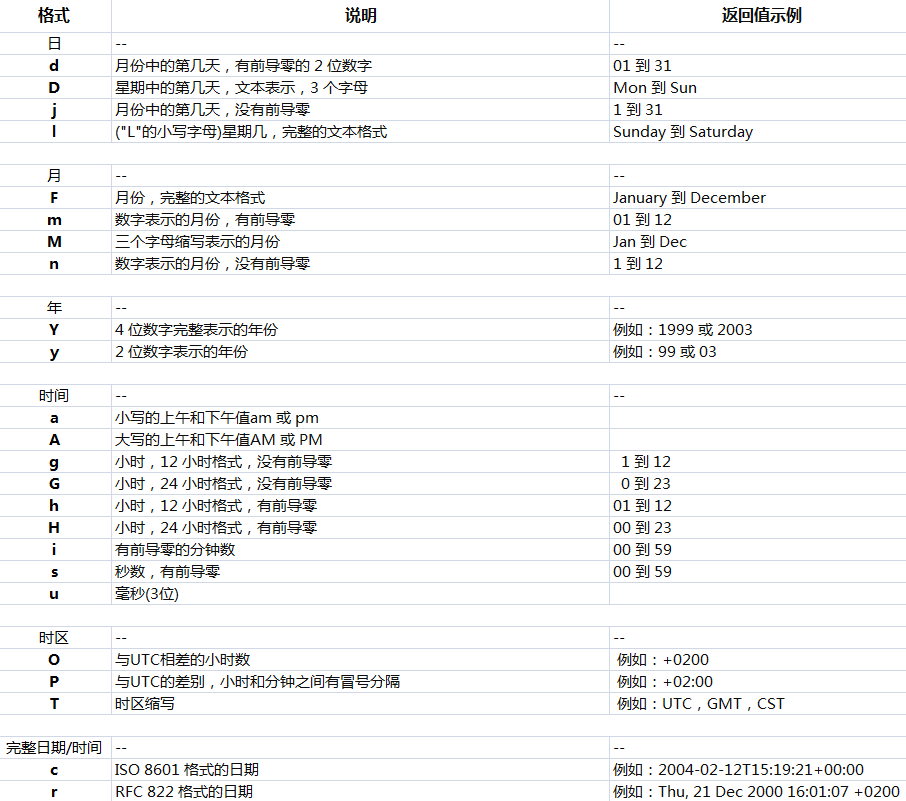 格式 说明 返回值示例
日 -- --
d 月份中的第几天，有前导零的 2 位数字 01 到 31
D 星期中的第几天，文本表示，3 个字母 Mon 到 Sun
j 月份中的第几天，没有前导零 1 到 31
l ("L"的小写字母)星期几，完整的文本格式 Sunday 到 Saturday
月 -- --
F 月份，完整的文本格式 January 到 December
m 数字表示的月份，有前导零 01 到 12
M 三个字母缩写表示的月份 Jan 到 Dec
n 数字表示的月份，没有前导零 1 到 12
年 -- --
Y 4 位数字完整表示的年份 例如：1999 或 2003
y 2 位数字表示的年份 例如：99 或 03
时间 -- --
a 小写的上午和下午值am 或 pm
A 大写的上午和下午值AM 或 PM
g 小时，12 小时格式，没有前导零 1 到 12
G 小时，24 小时格式，没有前导零 0 到 23
h 小时，12 小时格式，有前导零 01 到 12
H 小时，24 小时格式，有前导零 00 到 23
i 有前导零的分钟数 00 到 59
s 秒数，有前导零 00 到 59
u 毫秒(3位)
时区 -- --
O 与UTC相差的小时数 例如：+0200
P 与UTC的差别，小时和分钟之间有冒号分隔 例如：+02:00
T 时区缩写 例如：UTC，GMT，CST
完整日期/时间 -- --
c ISO 8601 格式的日期 例如：2004-02-12T15:19:21+00:00
r RFC 822 格式的日期 例如：Thu, 21 Dec 2000 16:01:07 +0200